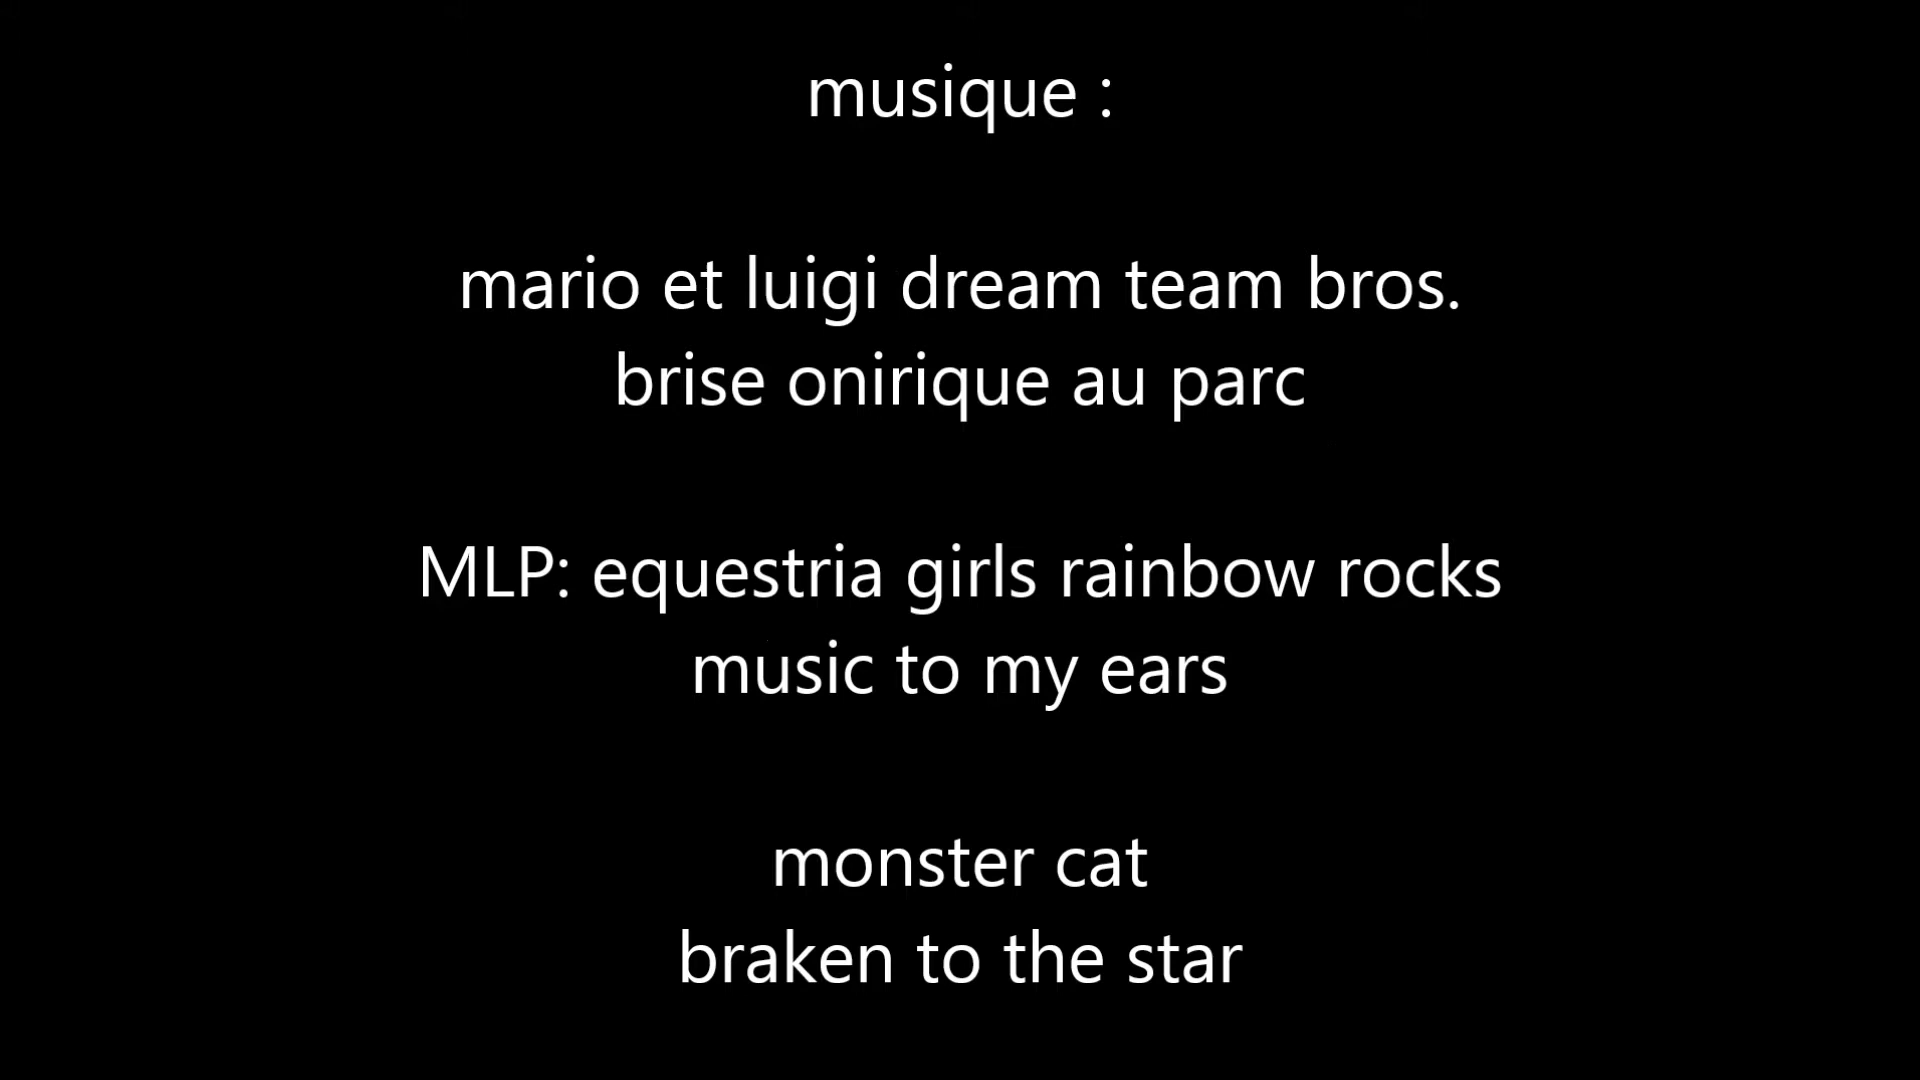 musique :
mario et luigi dream team bros.
brise onirique au parc
MLP: equestria girls rainbow rocks
music to my ears
monster cat
braken to the star